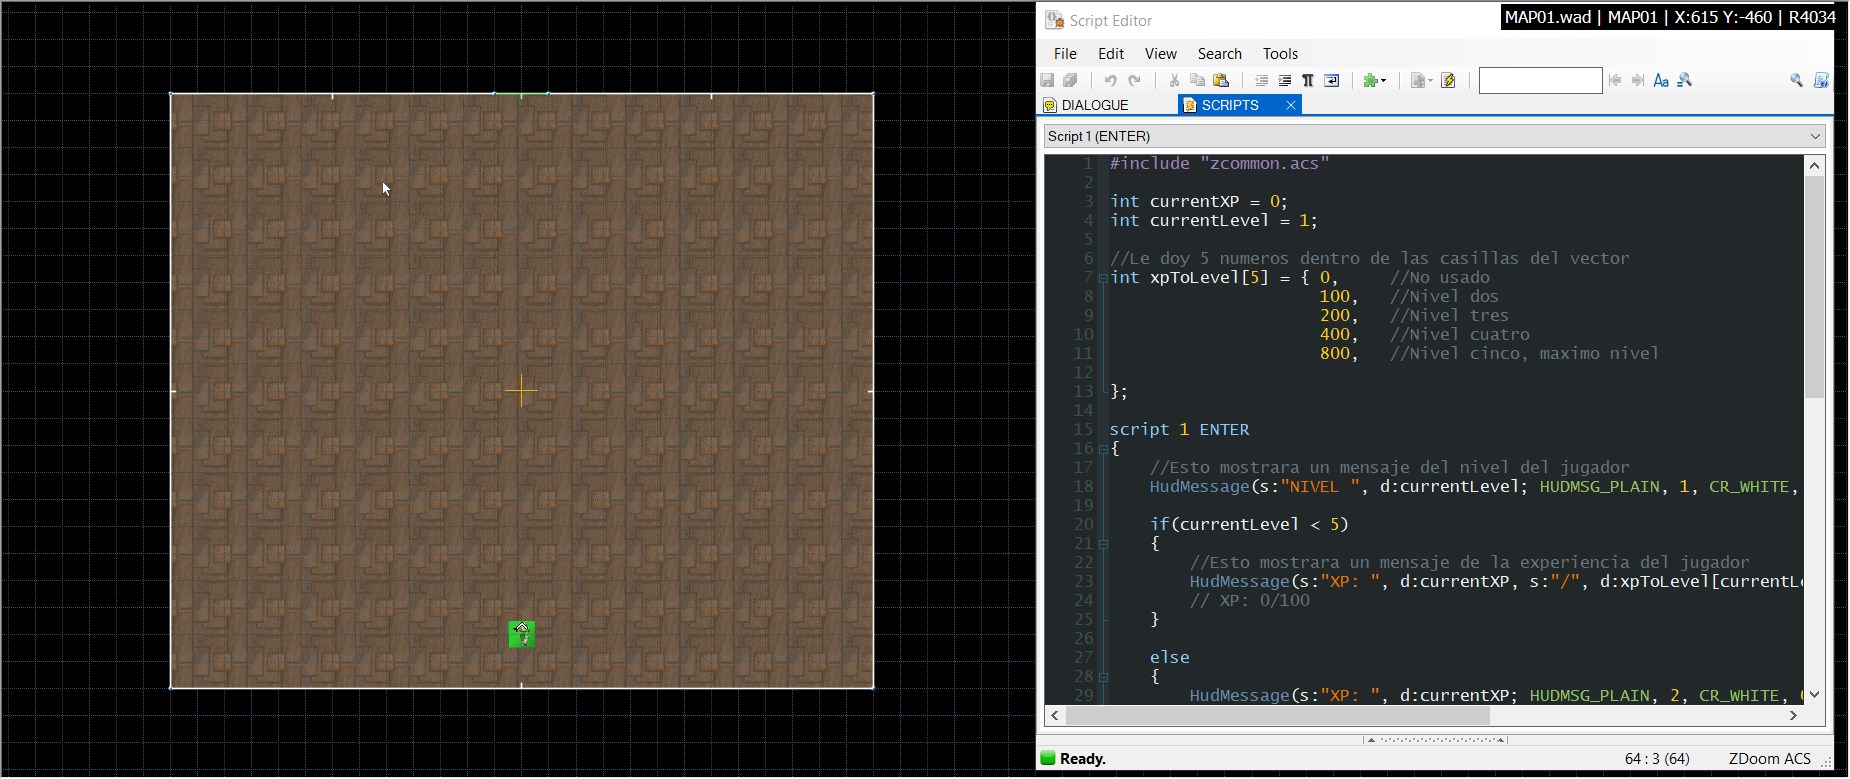 Script Editor
MAP01.wad | MAP01 | X:615 Y:-460 | R4034
File Edit View Search Tools
Aa
DIALOGUE SCRIPTS
Script 1 (ENTER)
1 #include "zcommon.acs"
2
3 int currentXP = 0;
4 int currentLevel = 1;
5
6 //Le doy 5 numeros dentro de las casillas del vector
7 int xpToLevel[5] = { 0, //No usado
8 100, //Nivel dos
9 200, //Nivel tres
10 400, //Nivel cuatro
11 800, //Nivel cinco, maximo nivel
12
13 };
14
15 script 1 ENTER
16 {
17 //Esto mostrara un mensaje del nivel del jugador
18 HudMessage(s:"NIVEL ", d:currentLevel; HUDMSG_PLAIN, 1, CR_WHITE,
19
20 if(currentLevel < 5)
21 {
22 //Esto mostrara un mensaje de la experiencia del jugador
23 HudMessage(s:"XP: ", d:currentXP, s:"/", d:xpToLevel[currentL
24 // XP: 0/100
25 }
26
27 else
28 {
29 HudMessage(s:"XP: ", d:currentXP; HUDMSG_PLAIN, 2, CR_WHITE,
Ready. 64 : 3 (64) ZDoom ACS